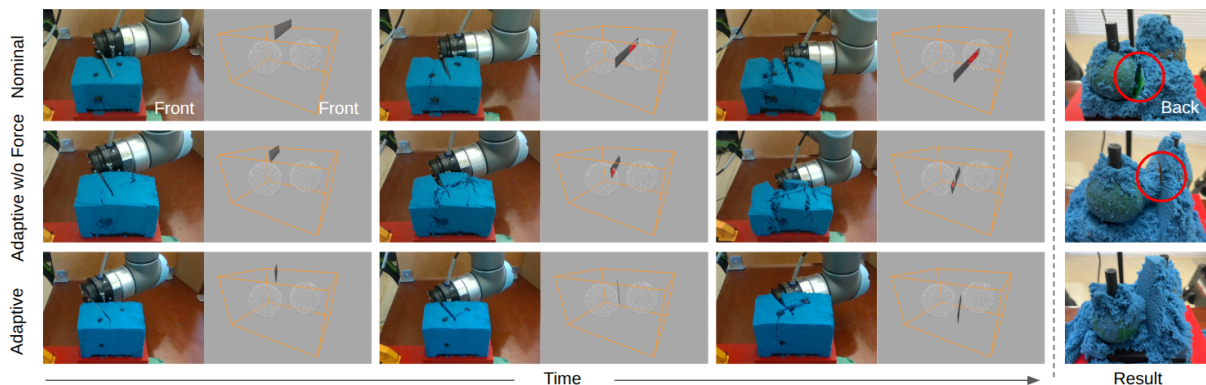 Nominal
Front
Front
Back
Adaptive w/o Force
Adaptive
Time
Result